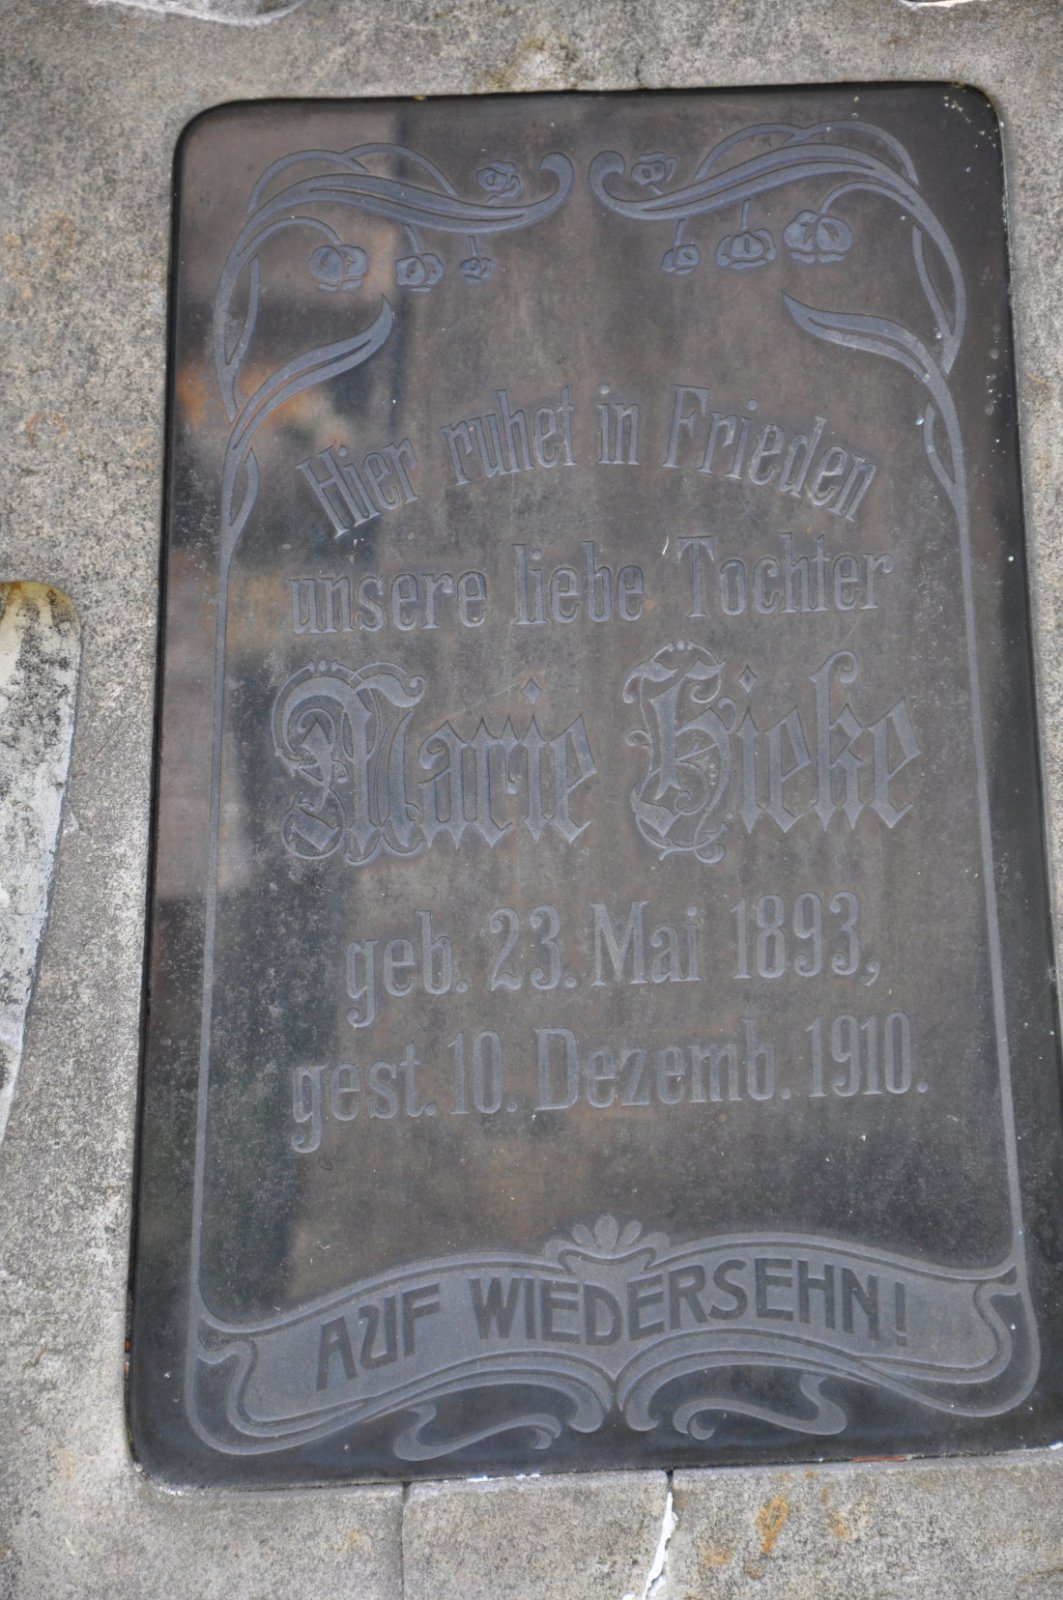 Hier ruhet in Frieden
unsere liebe Tochter
Marie Hieke
geb. 23. Mai 1893,
gest. 10. Dezemb. 1910.
AUF WIEDERSEHN!